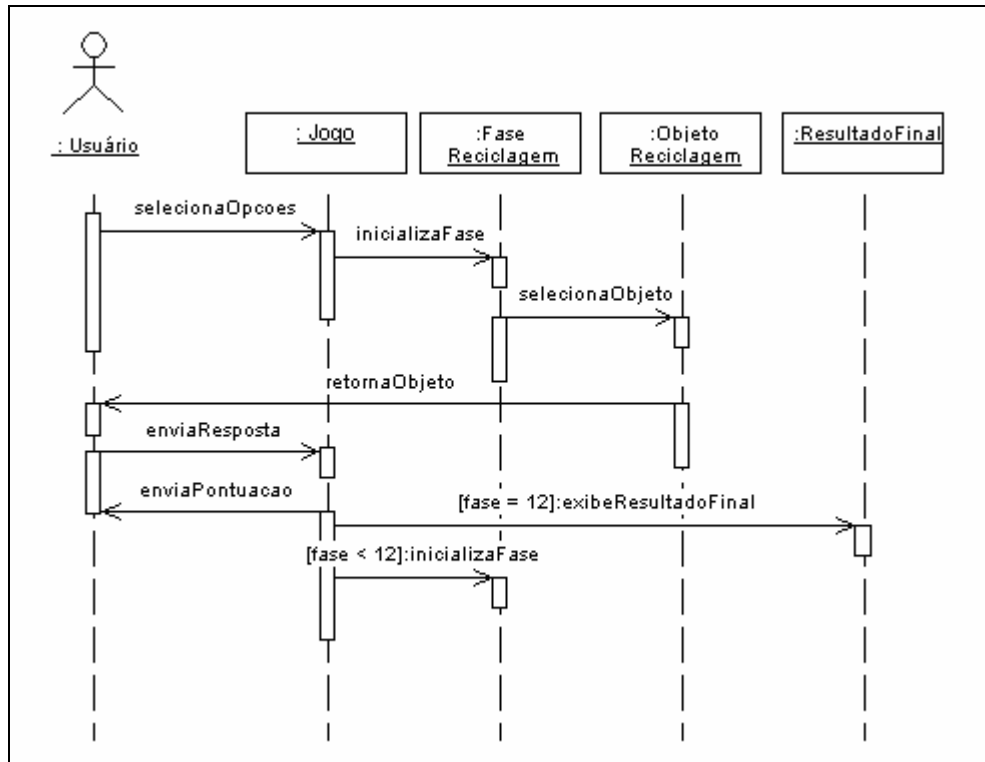 : Usuário
: Jogo
:Fase
Reciclagem
:Objeto
Reciclagem
:ResultadoFinal
selecionaOpcoes
inicializaFase
selecionaObjeto
retornaObjeto
enviaResposta
enviaPontuacao
[fase = 12]:exibeResultadoFinal
[fase < 12]:inicializaFase